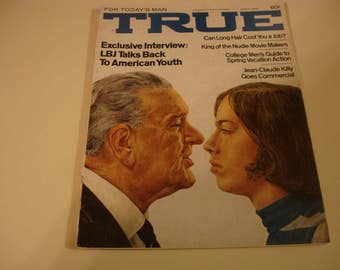 FOR TODAY'S MAN
TRUE
Exclusive Interview:
LBJ Talks Back
To American Youth
Can Long Hair Cost You a Job?
King of the Nudie Movie Makers
College Men's Guide to
Spring Vacation Action
Jean-Claude Killy
Goes Commercial